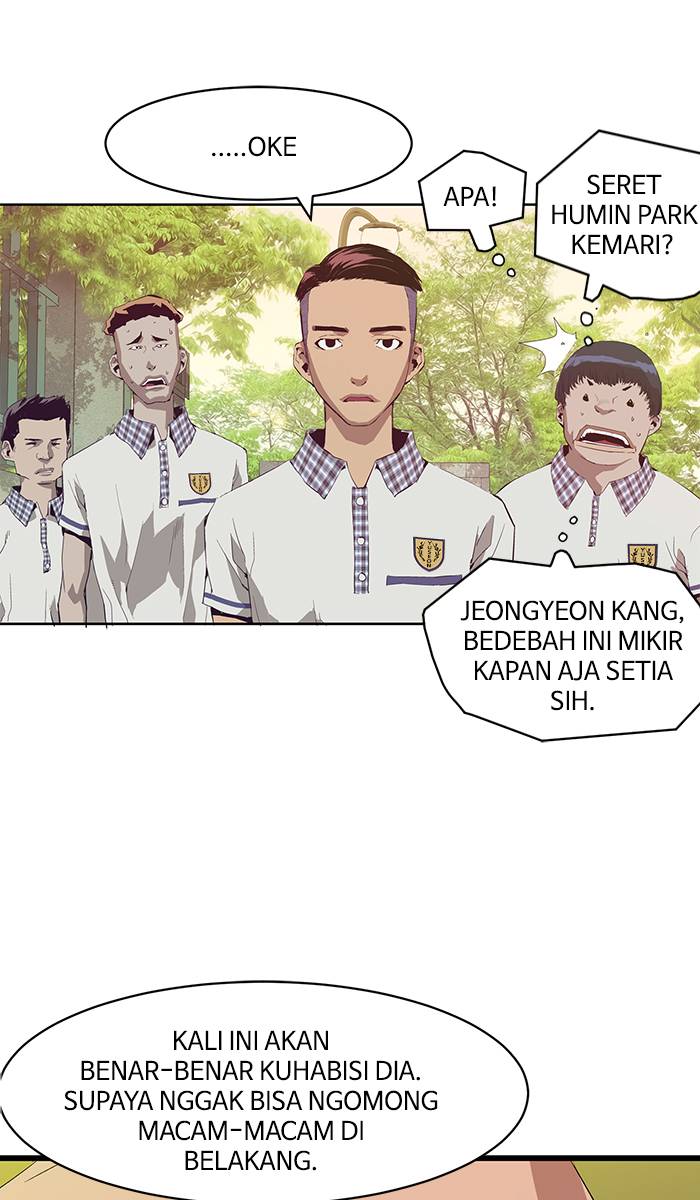 .....OKE
APA!
SERET
HUMIN PARK
KEMARI?
YUSEON
JEONGYEON KANG,
BEDEBAH INI MIKIR
KAPAN AJA SETIA
SIH.
KALI INI AKAN
BENAR-BENAR KUHABISI DIA.
SUPAYA NGGAK BISA NGOMONG
MACAM-MACAM DI
BELAKANG.